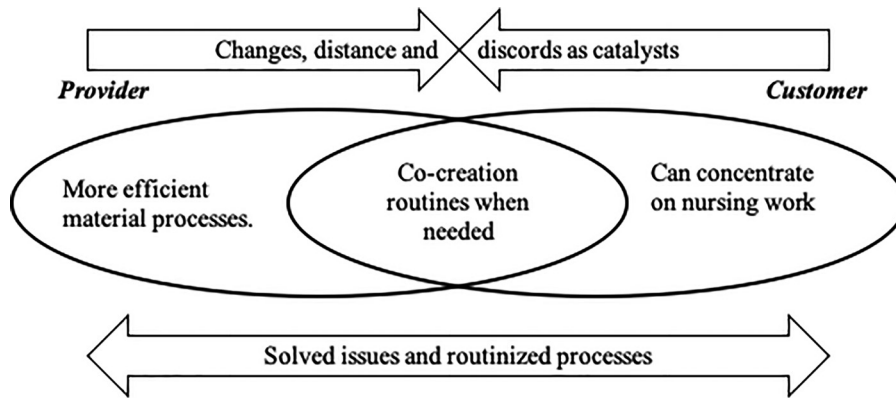 Changes, distance and discords as catalysts
Provider
Customer
More efficient
material processes.
Co-creation
routines when
needed
Can concentrate
on nursing work
Solved issues and routinized processes